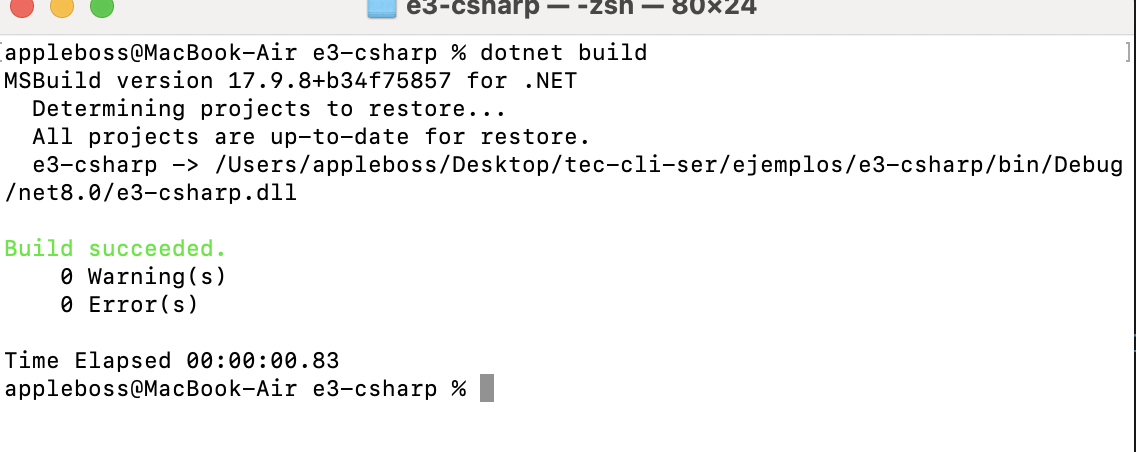 e3-csharp — -zsh — 80×24
[appleboss@MacBook-Air e3-csharp % dotnet build ]
MSBuild version 17.9.8+b34f75857 for .NET
  Determining projects to restore...
  All projects are up-to-date for restore.
  e3-csharp -> /Users/appleboss/Desktop/tec-cli-ser/ejemplos/e3-csharp/bin/Debug
/net8.0/e3-csharp.dll

Build succeeded.
    0 Warning(s)
    0 Error(s)

Time Elapsed 00:00:00.83
appleboss@MacBook-Air e3-csharp %